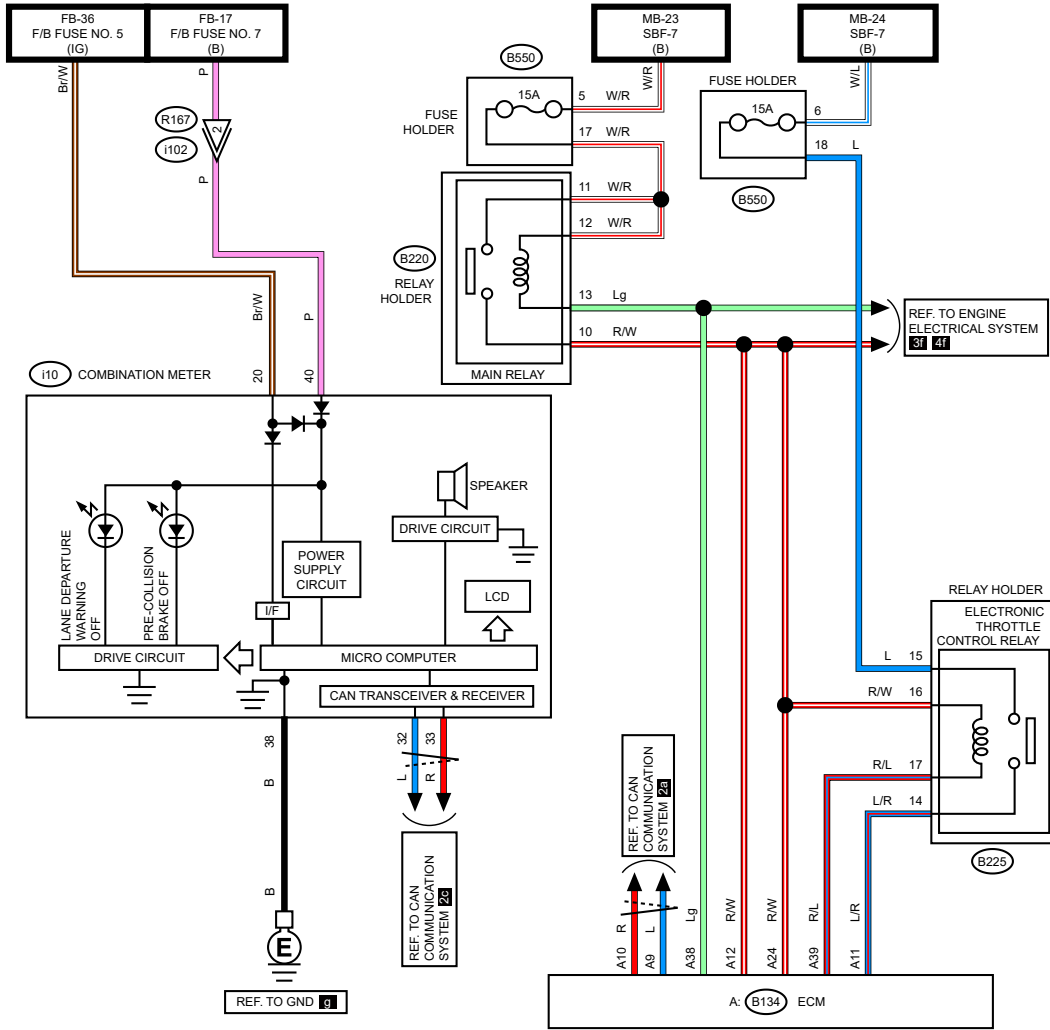 FB-36
F/B FUSE NO. 5
(IG)
FB-17
F/B FUSE NO. 7
(B)
MB-23
SBF-7
(B)
MB-24
SBF-7
(B)
Br/W
P
W/R
W/L
B550
FUSE HOLDER
15A
5 W/R
17 W/R
FUSE
HOLDER
15A
6
18 L
B550
R167
i102
2
P
11 W/R
12 W/R
B220
RELAY
HOLDER
13 Lg
10 R/W
MAIN RELAY
REF. TO ENGINE
ELECTRICAL SYSTEM
3f 4f
Br/W
P
20
40
i10 COMBINATION METER
SPEAKER
DRIVE CIRCUIT
LANE DEPARTURE
WARNING
OFF
PRE-COLLISION
BRAKE OFF
POWER
SUPPLY
CIRCUIT
I/F
LCD
DRIVE CIRCUIT
MICRO COMPUTER
CAN TRANSCEIVER & RECEIVER
38
B
32
33
L
R
B
E
REF. TO GND g
REF. TO CAN
COMMUNICATION
SYSTEM 2c
RELAY HOLDER
ELECTRONIC
THROTTLE
CONTROL RELAY
L 15
R/W 16
R/L 17
L/R 14
B225
REF. TO CAN
COMMUNICATION
SYSTEM 2a
R
L
Lg
R/W
R/W
R/L
L/R
A10
A9
A38
A12
A24
A39
A11
A: B134 ECM